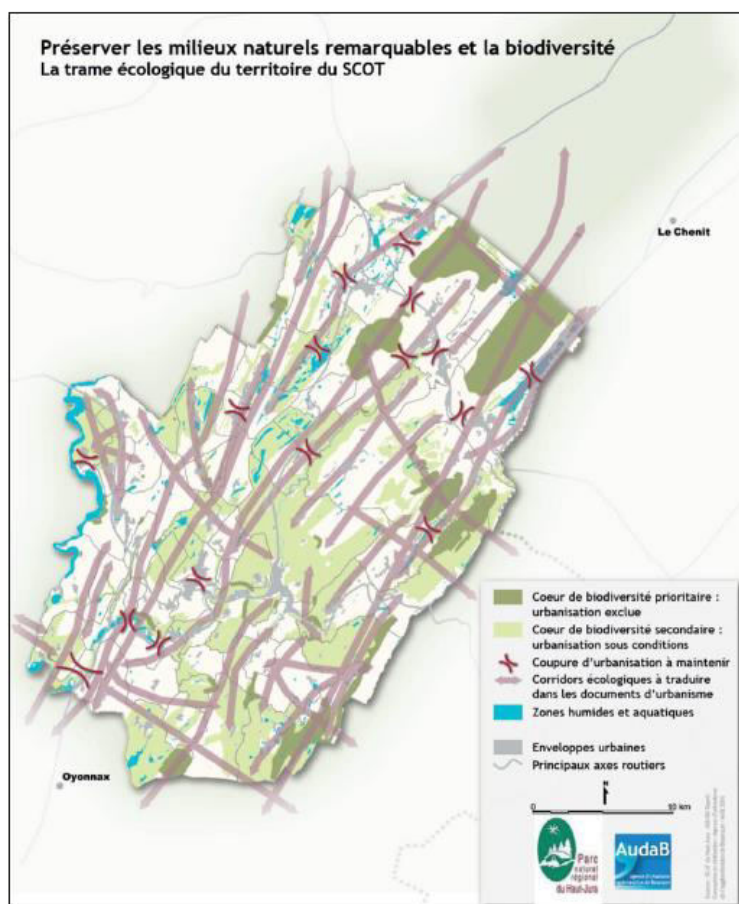 Préserver les milieux naturels remarquables et la biodiversité
La trame écologique du territoire du SCOT
Le Chenit
Oyonnax
Coeur de biodiversité prioritaire :
urbanisation exclue
Coeur de biodiversité secondaire :
urbanisation sous conditions
Coupure d'urbanisation à maintenir
Corridors écologiques à traduire
dans les documents d'urbanisme
Zones humides et aquatiques
Enveloppes urbaines
Principaux axes routiers
N
0
10 km
Parc
naturel
régional
du Haut-Jura
AudaB